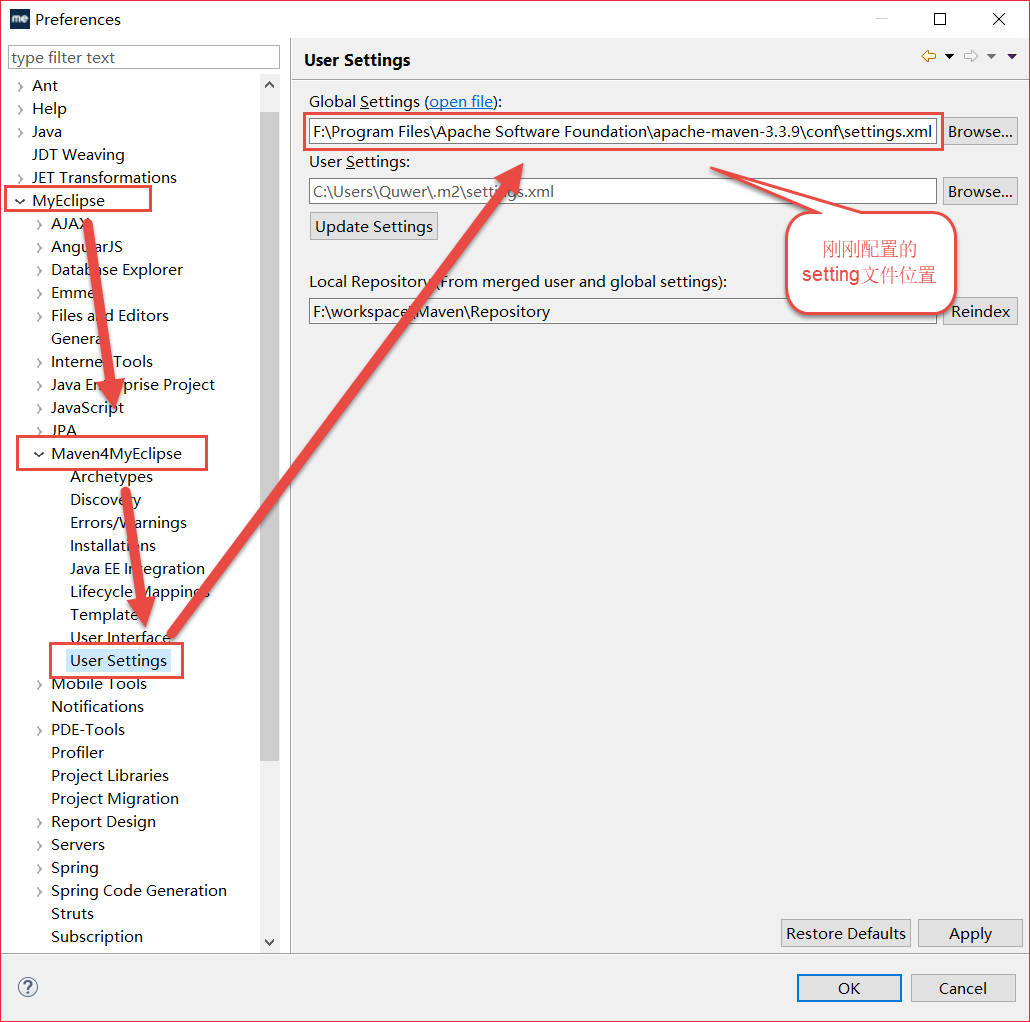 me Preferences
type filter text
Ant
Help
Java
JDT Weaving
JET Transformations
MyEclipse
AJAX
AngularJS
Database Explorer
Emmet
Files and Editors
General
Internet Tools
Java Enterprise Project
JavaScript
JPA
Maven4MyEclipse
Archetypes
Discovery
Errors/Warnings
Installations
Java EE Integration
Lifecycle Mappings
Templates
User Interface
User Settings
Mobile Tools
Notifications
PDE-Tools
Profiler
Project Libraries
Project Migration
Report Design
Servers
Spring
Spring Code Generation
Struts
Subscription
User Settings
Global Settings (open file):
F:\Program Files\Apache Software Foundation\apache-maven-3.3.9\conf\settings.xml Browse...
User Settings:
C:\Users\Quwer\.m2\settings.xml Browse...
Update Settings
刚刚配置的
setting文件位置
Local Repository (From merged user and global settings):
F:\workspace\Maven\Repository Reindex
Restore Defaults Apply
? OK Cancel